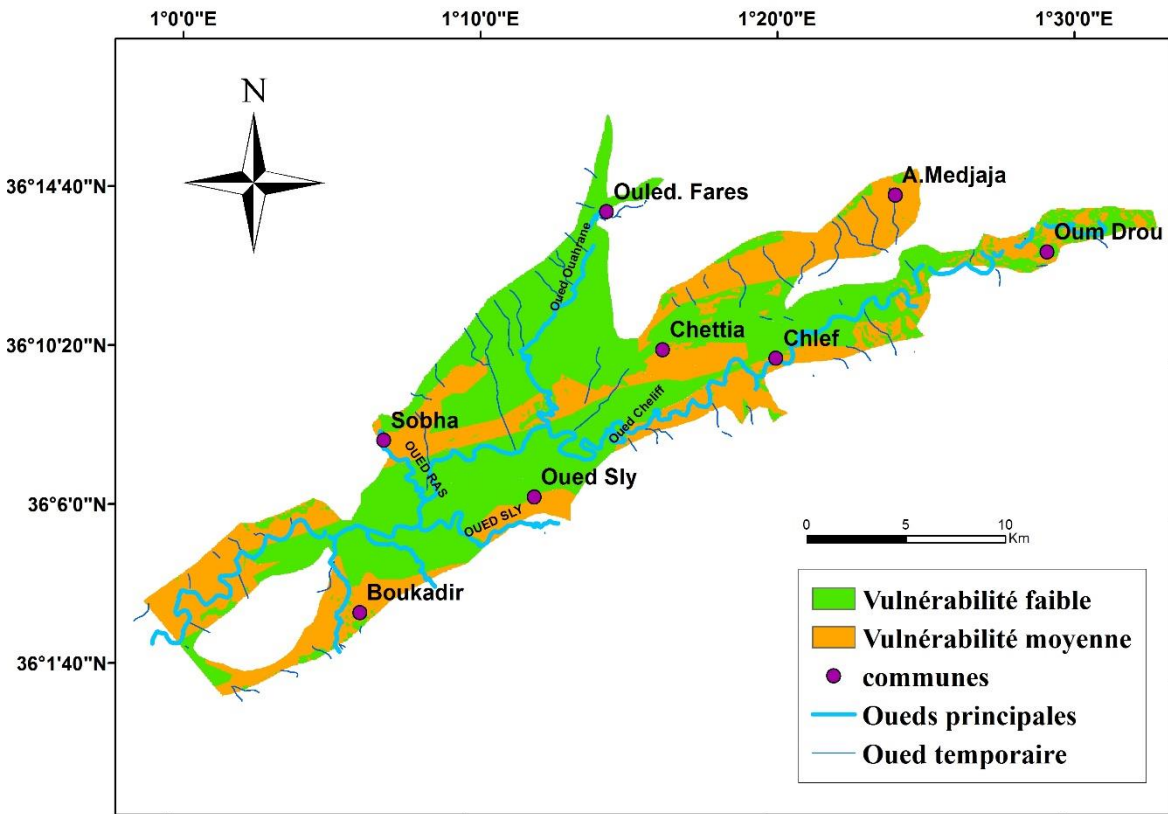 1°0'0"E
1°10'0"E
1°20'0"E
1°30'0"E
N
36°14'40"N
36°10'20"N
36°6'0"N
36°1'40"N
Ouled. Fares
A.Medjaja
Oum Drou
Oued Ouahrane
Chettia
Chlef
Sobha
Oued Cheliff
OUED RAS
Oued Sly
OUED SLY
Boukadir
0 5 10
Km
Vulnérabilité faible
Vulnérabilité moyenne
communes
Oueds principales
Oued temporaire